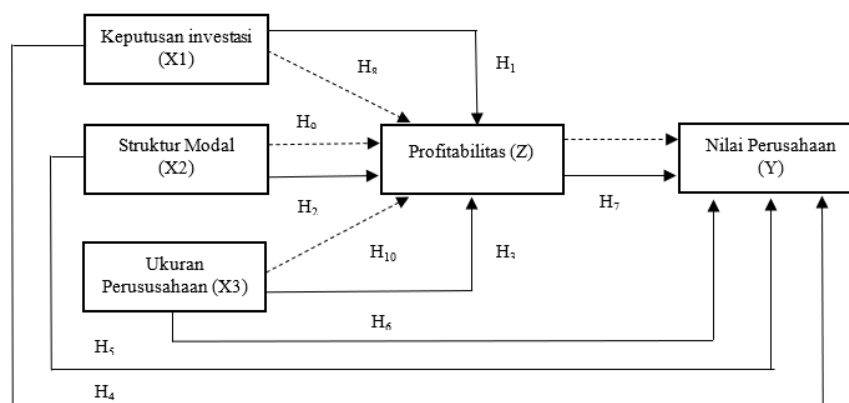 Keputusan investasi
(X1)
H8
H1
H9
Struktur Modal
(X2)
Profitabilitas (Z)
Nilai Perusahaan
(Y)
H2
H7
Ukuran
Perususahaan (X3)
H10
H3
H6
H5
H4